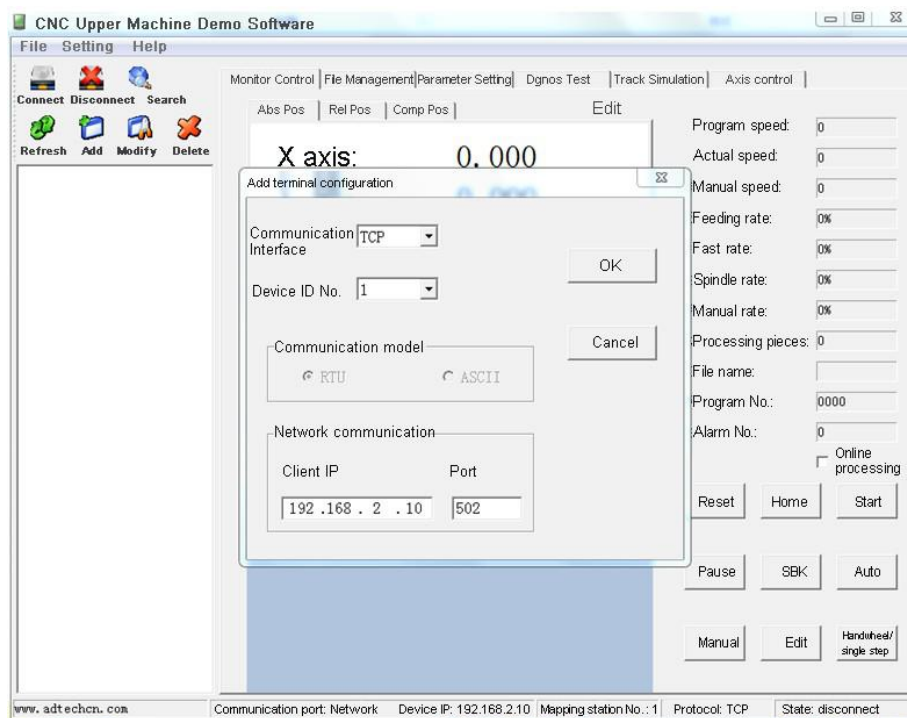 CNC Upper Machine Demo Software
File Setting Help
Connect Disconnect Search
Refresh Add Modify Delete
Monitor Control File Management Parameter Setting Dgnos Test Track Simulation Axis control
Abs Pos Rel Pos Comp Pos Edit
X axis: 0.000
0.000
Program speed: 0
Actual speed: 0
Manual speed: 0
Feeding rate: 0%
Fast rate: 0%
Spindle rate: 0%
Manual rate: 0%
Processing pieces: 0
File name:
Program No.: 0000
Alarm No.: 0
Online
processing
Reset Home Start
Pause SBK Auto
Manual Edit Handwheel/
single step
Add terminal configuration
Communication
Interface TCP
Device ID No. 1
OK
Cancel
Communication model
RTU ASCII
Network communication
Client IP Port
192 .168 . 2 .10 502
www.adtechcn.com Communication port: Network Device IP: 192.168.2.10 Mapping station No.: 1 Protocol: TCP State: disconnect